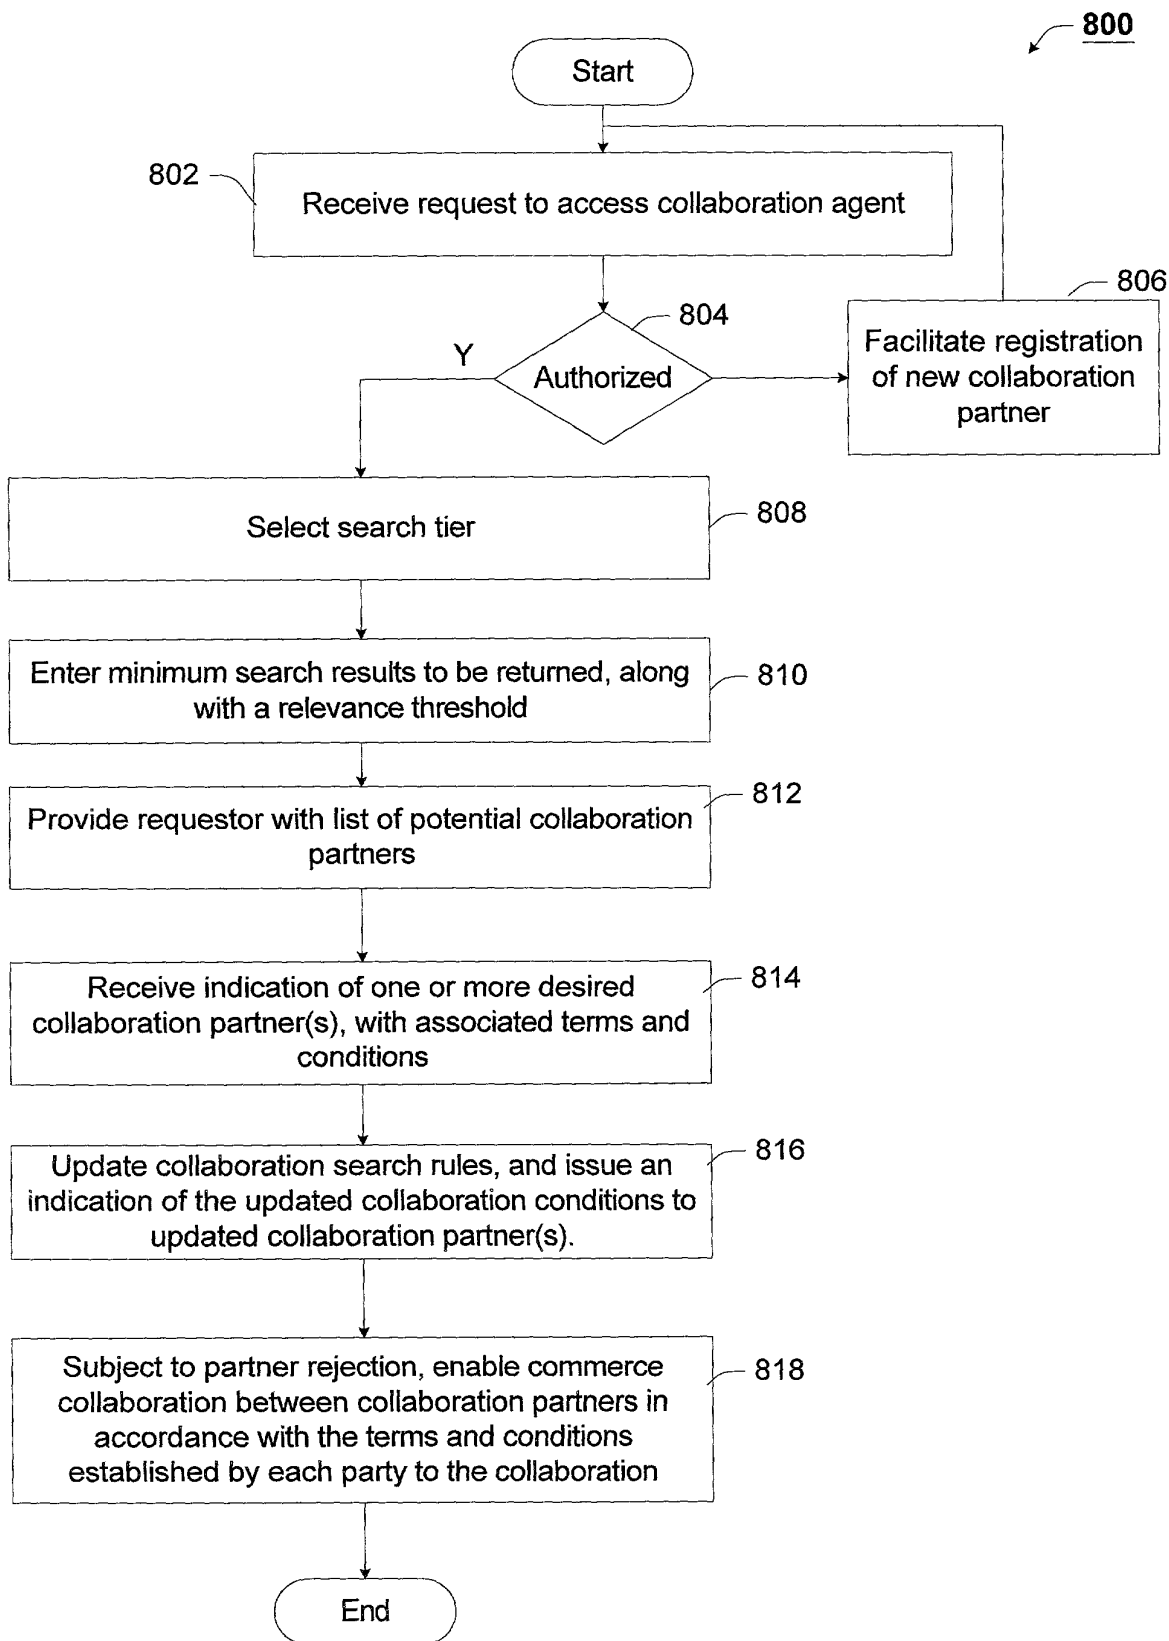 800
Start
802
Receive request to access collaboration agent
806
804
Facilitate registration
of new collaboration
partner
Y
Authorized
808
Select search tier
Enter minimum search results to be returned, along
with a relevance threshold
810
812
Provide requestor with list of potential collaboration
partners
814
Receive indication of one or more desired
collaboration partner(s), with associated terms and
conditions
816
Update collaboration search rules, and issue an
indication of the updated collaboration conditions to
updated collaboration partner(s).
818
Subject to partner rejection, enable commerce
collaboration between collaboration partners in
accordance with the terms and conditions
established by each party to the collaboration
End